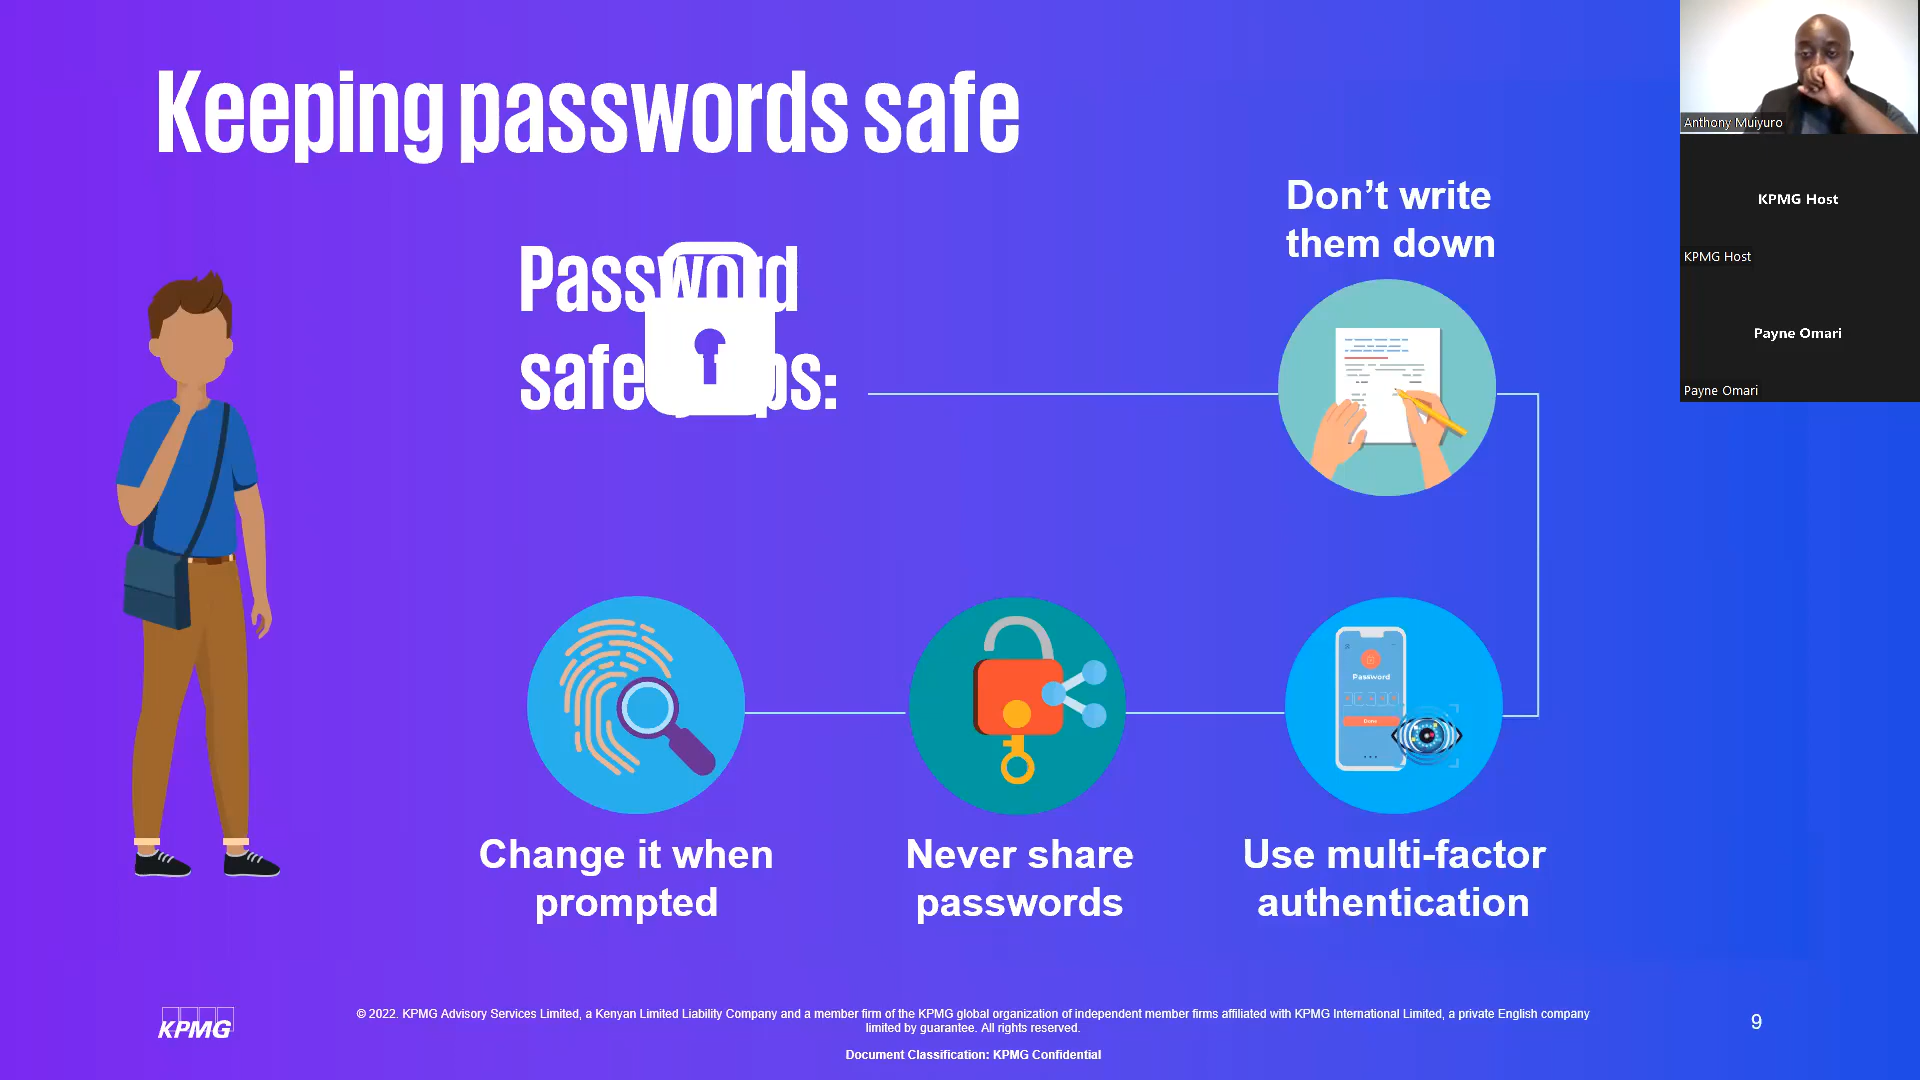 Keeping passwords safe
Password
safety tips:
Don’t write
them down
Password
Done
Change it when
prompted
Never share
passwords
Use multi-factor
authentication
KPMG
© 2022. KPMG Advisory Services Limited, a Kenyan Limited Liability Company and a member firm of the KPMG global organization of independent member firms affiliated with KPMG International Limited, a private English company
limited by guarantee. All rights reserved.
Document Classification: KPMG Confidential
9
Anthony Muiyuro
KPMG Host
KPMG Host
Payne Omari
Payne Omari